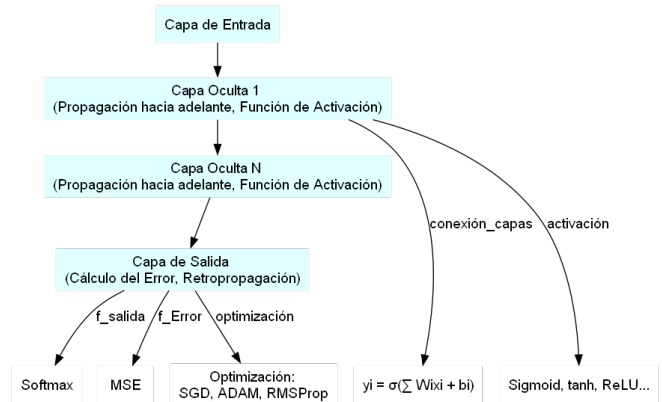 Capa de Entrada
Capa Oculta 1
(Propagación hacia adelante, Función de Activación)
Capa Oculta N
(Propagación hacia adelante, Función de Activación)
conexión_capas
activación
Capa de Salida
(Cálculo del Error, Retropropagación)
f_salida
f_Error
optimización
Softmax
MSE
Optimización:
SGD, ADAM, RMSProp
yi = σ(∑ Wixi + bi)
Sigmoid, tanh, ReLU...